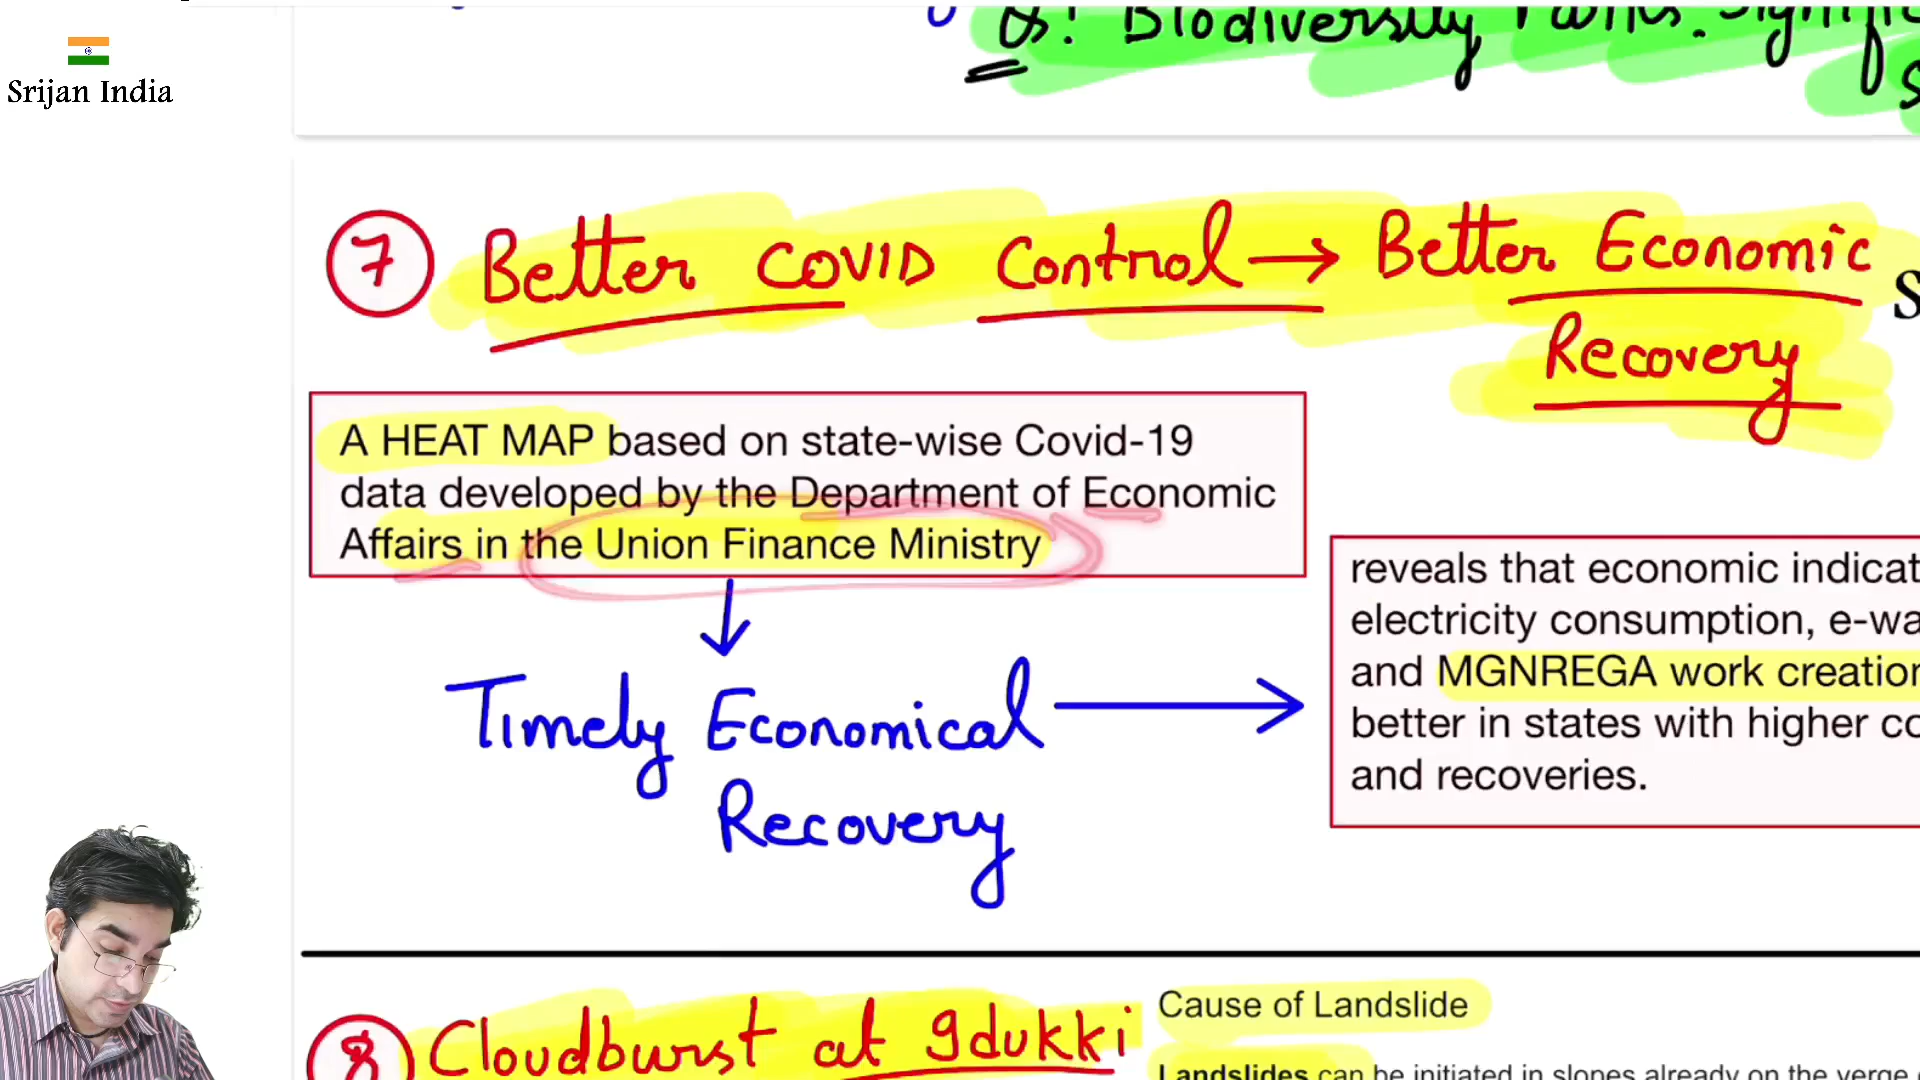 Qs! Biodiversity Parks.
Srijan India
7 Better COVID Control → Better Economic
Recovery
A HEAT MAP based on state-wise Covid-19
data developed by the Department of Economic
Affairs in the Union Finance Ministry
reveals that economic indicat
electricity consumption, e-wa
and MGNREGA work creation
better in states with higher co
and recoveries.
Timely Economical
Recovery
8 Cloudburst at Idukki
Cause of Landslide
Landslides can be initiated in slopes already on the verge